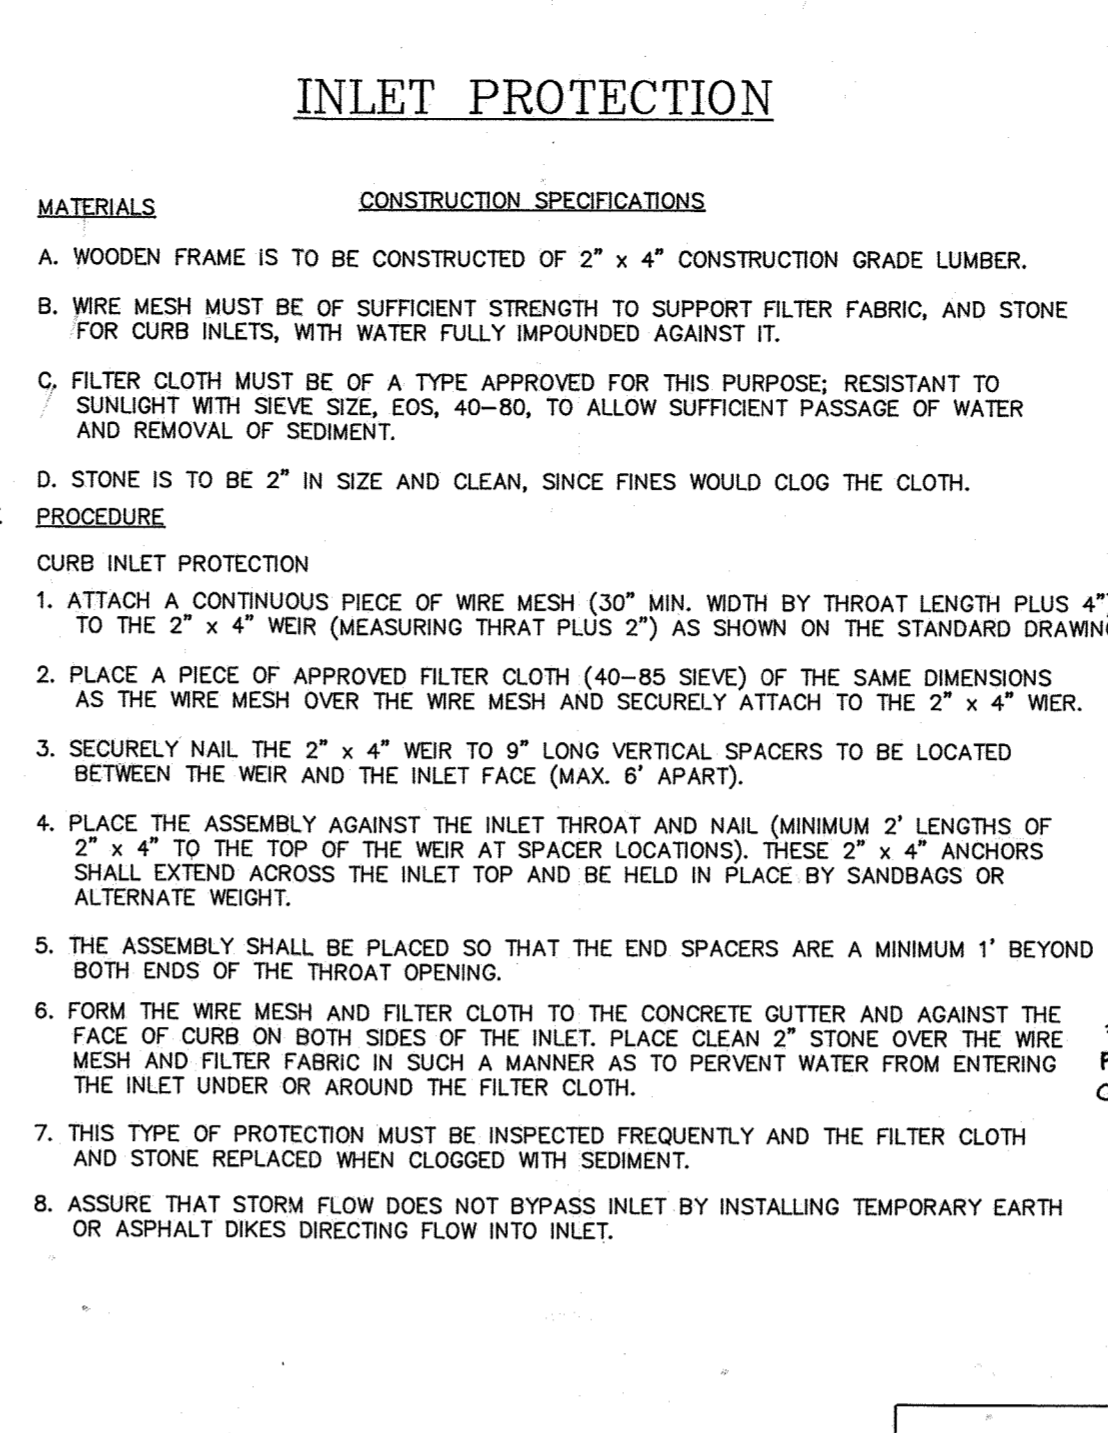 INLET PROTECTION
CONSTRUCTION SPECIFICATIONS
MATERIALS
A. WOODEN FRAME IS TO BE CONSTRUCTED OF 2" x 4" CONSTRUCTION GRADE LUMBER.
B. WIRE MESH MUST BE OF SUFFICIENT STRENGTH TO SUPPORT FILTER FABRIC, AND STONE
FOR CURB INLETS, WITH WATER FULLY IMPOUNDED AGAINST IT.
C. FILTER CLOTH MUST BE OF A TYPE APPROVED FOR THIS PURPOSE; RESISTANT TO
SUNLIGHT WITH SIEVE SIZE, EOS, 40-80, TO ALLOW SUFFICIENT PASSAGE OF WATER
AND REMOVAL OF SEDIMENT.
D. STONE IS TO BE 2" IN SIZE AND CLEAN, SINCE FINES WOULD CLOG THE CLOTH.
PROCEDURE
CURB INLET PROTECTION
1. ATTACH A CONTINUOUS PIECE OF WIRE MESH (30" MIN. WIDTH BY THROAT LENGTH PLUS 4"
TO THE 2" x 4" WEIR (MEASURING THRAT PLUS 2") AS SHOWN ON THE STANDARD
2. PLACE A PIECE OF APPROVED FILTER CLOTH (40-85 SIEVE) OF THE SAME DIMENSIONS
AS THE WIRE MESH OVER THE WIRE MESH AND SECURELY ATTACH TO THE 2" x 4" WIER.
3. SECURELY NAIL THE 2" x 4" WEIR TO 9" LONG VERTICAL SPACERS TO BE LOCATED
BETWEEN THE WEIR AND THE INLET FACE (MAX. 6' APART).
4. PLACE THE ASSEMBLY AGAINST THE INLET THROAT AND NAIL (MINIMUM 2' LENGTHS OF
2" x 4" TO THE TOP OF THE WEIR AT SPACER LOCATIONS). THESE 2" x 4" ANCHORS
SHALL EXTEND ACROSS THE INLET TOP AND BE HELD IN PLACE BY SANDBAGS OR
ALTERNATE WEIGHT.
5. THE ASSEMBLY SHALL BE PLACED SO THAT THE END SPACERS ARE A MINIMUM 1' BEYOND
BOTH ENDS OF THE THROAT OPENING.
6. FORM THE WIRE MESH AND FILTER CLOTH TO THE CONCRETE GUTTER AND AGAINST THE
FACE OF CURB ON BOTH SIDES OF THE INLET. PLACE CLEAN 2" STONE OVER THE WIRE
MESH AND FILTER FABRIC IN SUCH A MANNER AS TO PERVENT WATER FROM ENTERING
THE INLET UNDER OR AROUND THE FILTER CLOTH.
7. THIS TYPE OF PROTECTION MUST BE INSPECTED FREQUENTLY AND THE FILTER CLOTH
AND STONE REPLACED WHEN CLOGGED WITH SEDIMENT.
8. ASSURE THAT STORM FLOW DOES NOT BYPASS INLET BY INSTALLING TEMPORARY EARTH
OR ASPHALT DIKES DIRECTING FLOW INTO INLET.